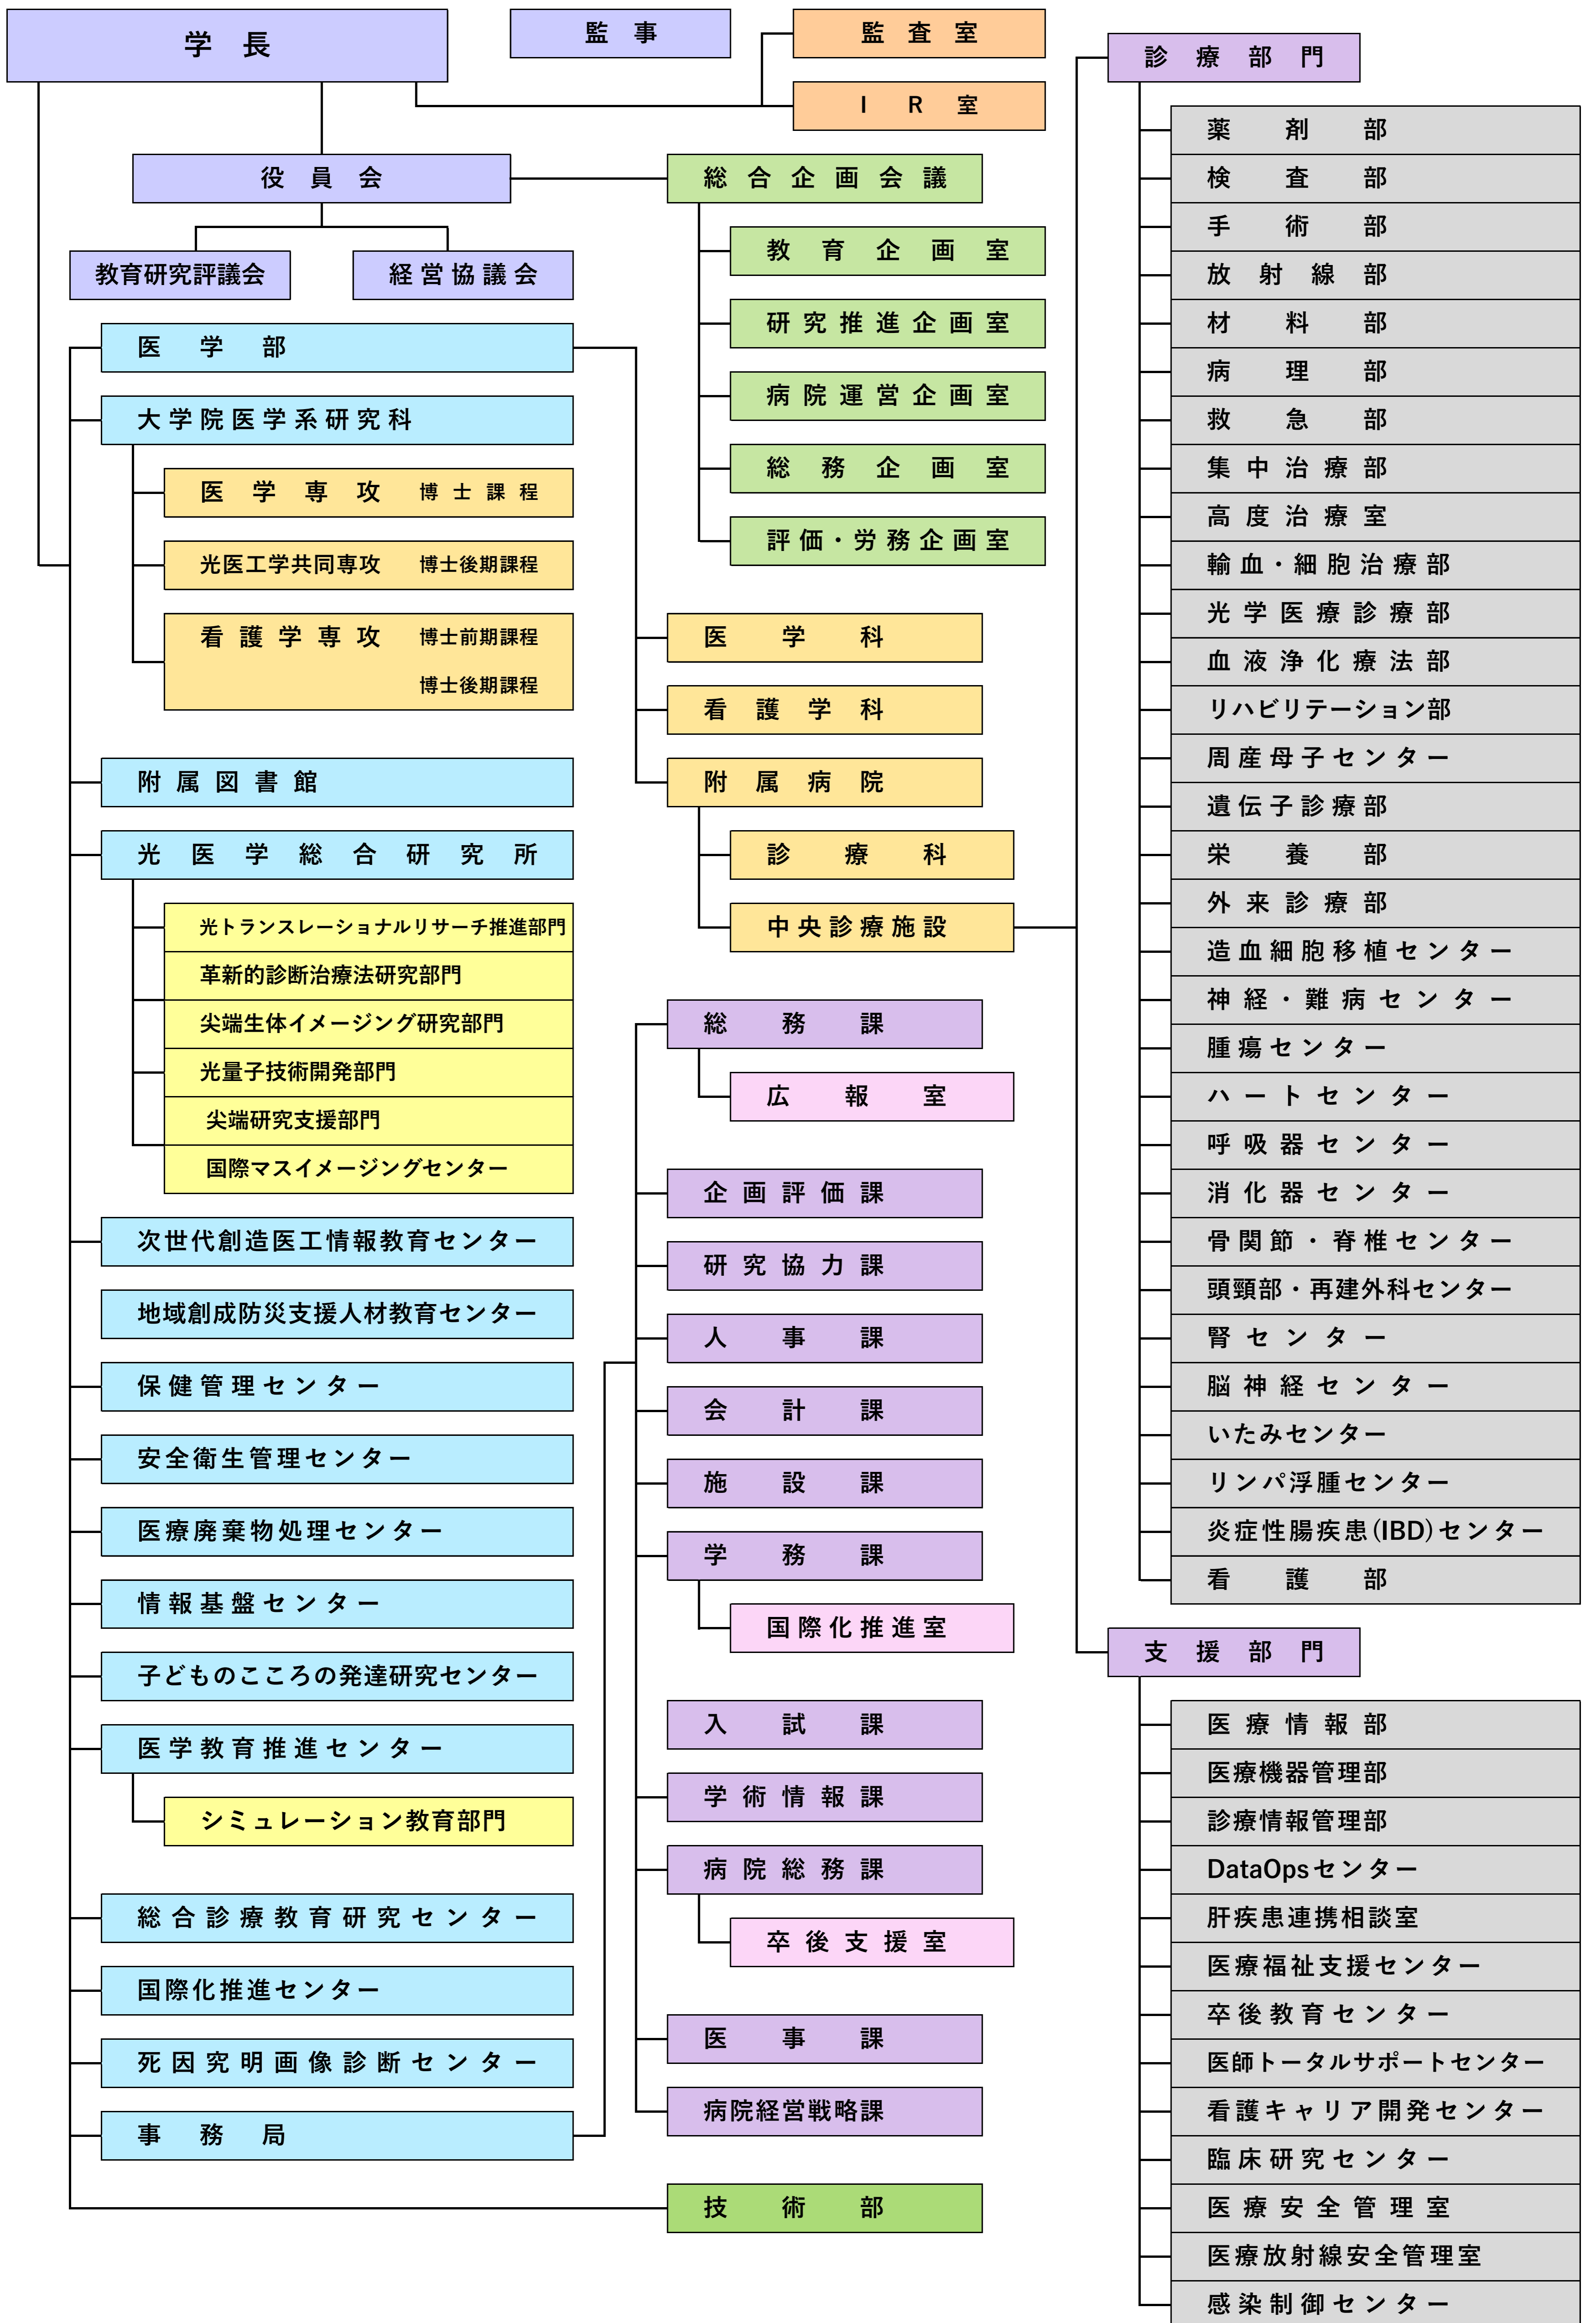 学長
監事
監査室
IR室
役員会
教育研究評議会
経営協議会
総合企画会議
教育企画室
研究推進企画室
病院運営企画室
総務企画室
評価・労務企画室
医学部
大学院医学系研究科
医学専攻 博士課程
光医工学共同専攻 博士後期課程
看護学専攻 博士前期課程
博士後期課程
附属図書館
光医学総合研究所
光トランスレーショナルリサーチ推進部門
革新的診断治療法研究部門
尖端生体イメージング研究部門
光量子技術開発部門
尖端研究支援部門
国際マスイメージングセンター
次世代創造医工情報教育センター
地域創成防災支援人材教育センター
保健管理センター
安全衛生管理センター
医療廃棄物処理センター
情報基盤センター
子どものこころの発達研究センター
医学教育推進センター
シミュレーション教育部門
総合診療教育研究センター
国際化推進センター
死因究明画像診断センター
事務局
医学科
看護学科
附属病院
診療科
中央診療施設
総務課
広報室
企画評価課
研究協力課
人事課
会計課
施設課
学務課
国際化推進室
入試課
学術情報課
病院総務課
卒後支援室
医事課
病院経営戦略課
技術部
診療部門
薬剤部
検査部
手術部
放射線部
材料部
病理部
救急部
集中治療部
高度治療室
輸血・細胞治療部
光学医療診療部
血液浄化療法部
リハビリテーション部
周産母子センター
遺伝子診療部
栄養部
外来診療部
造血細胞移植センター
神経・難病センター
腫瘍センター
ハートセンター
呼吸器センター
消化器センター
骨関節・脊椎センター
頭頸部・再建外科センター
腎センター
脳神経センター
いたみセンター
リンパ浮腫センター
炎症性腸疾患(IBD)センター
看護部
支援部門
医療情報部
医療機器管理部
診療情報管理部
DataOpsセンター
肝疾患連携相談室
医療福祉支援センター
卒後教育センター
医師トータルサポートセンター
看護キャリア開発センター
臨床研究センター
医療安全管理室
医療放射線安全管理室
感染制御センター